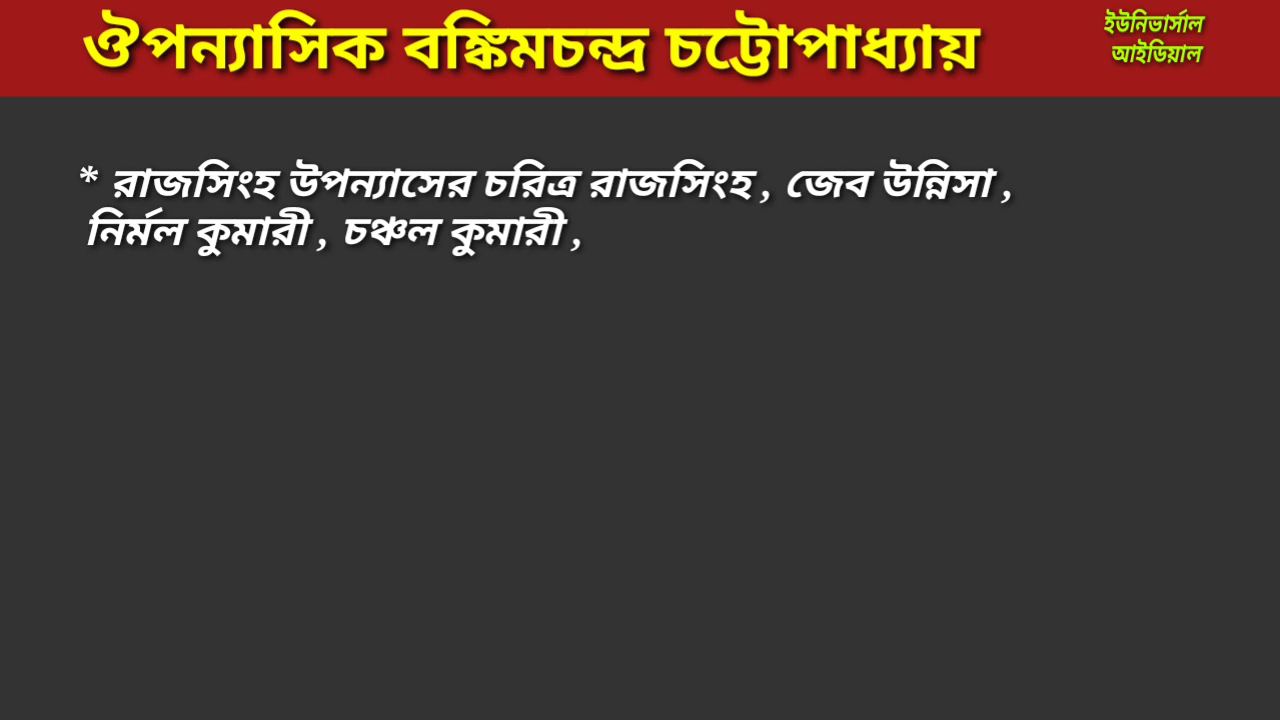 ঔপন্যাসিক বঙ্কিমচন্দ্র চট্টোপাধ্যায়
ইউনিভার্সাল
আইডিয়াল
* রাজসিংহ উপন্যাসের চরিত্র রাজসিংহ , জেব উন্নিসা ,
নির্মল কুমারী , চঞ্চল কুমারী ,